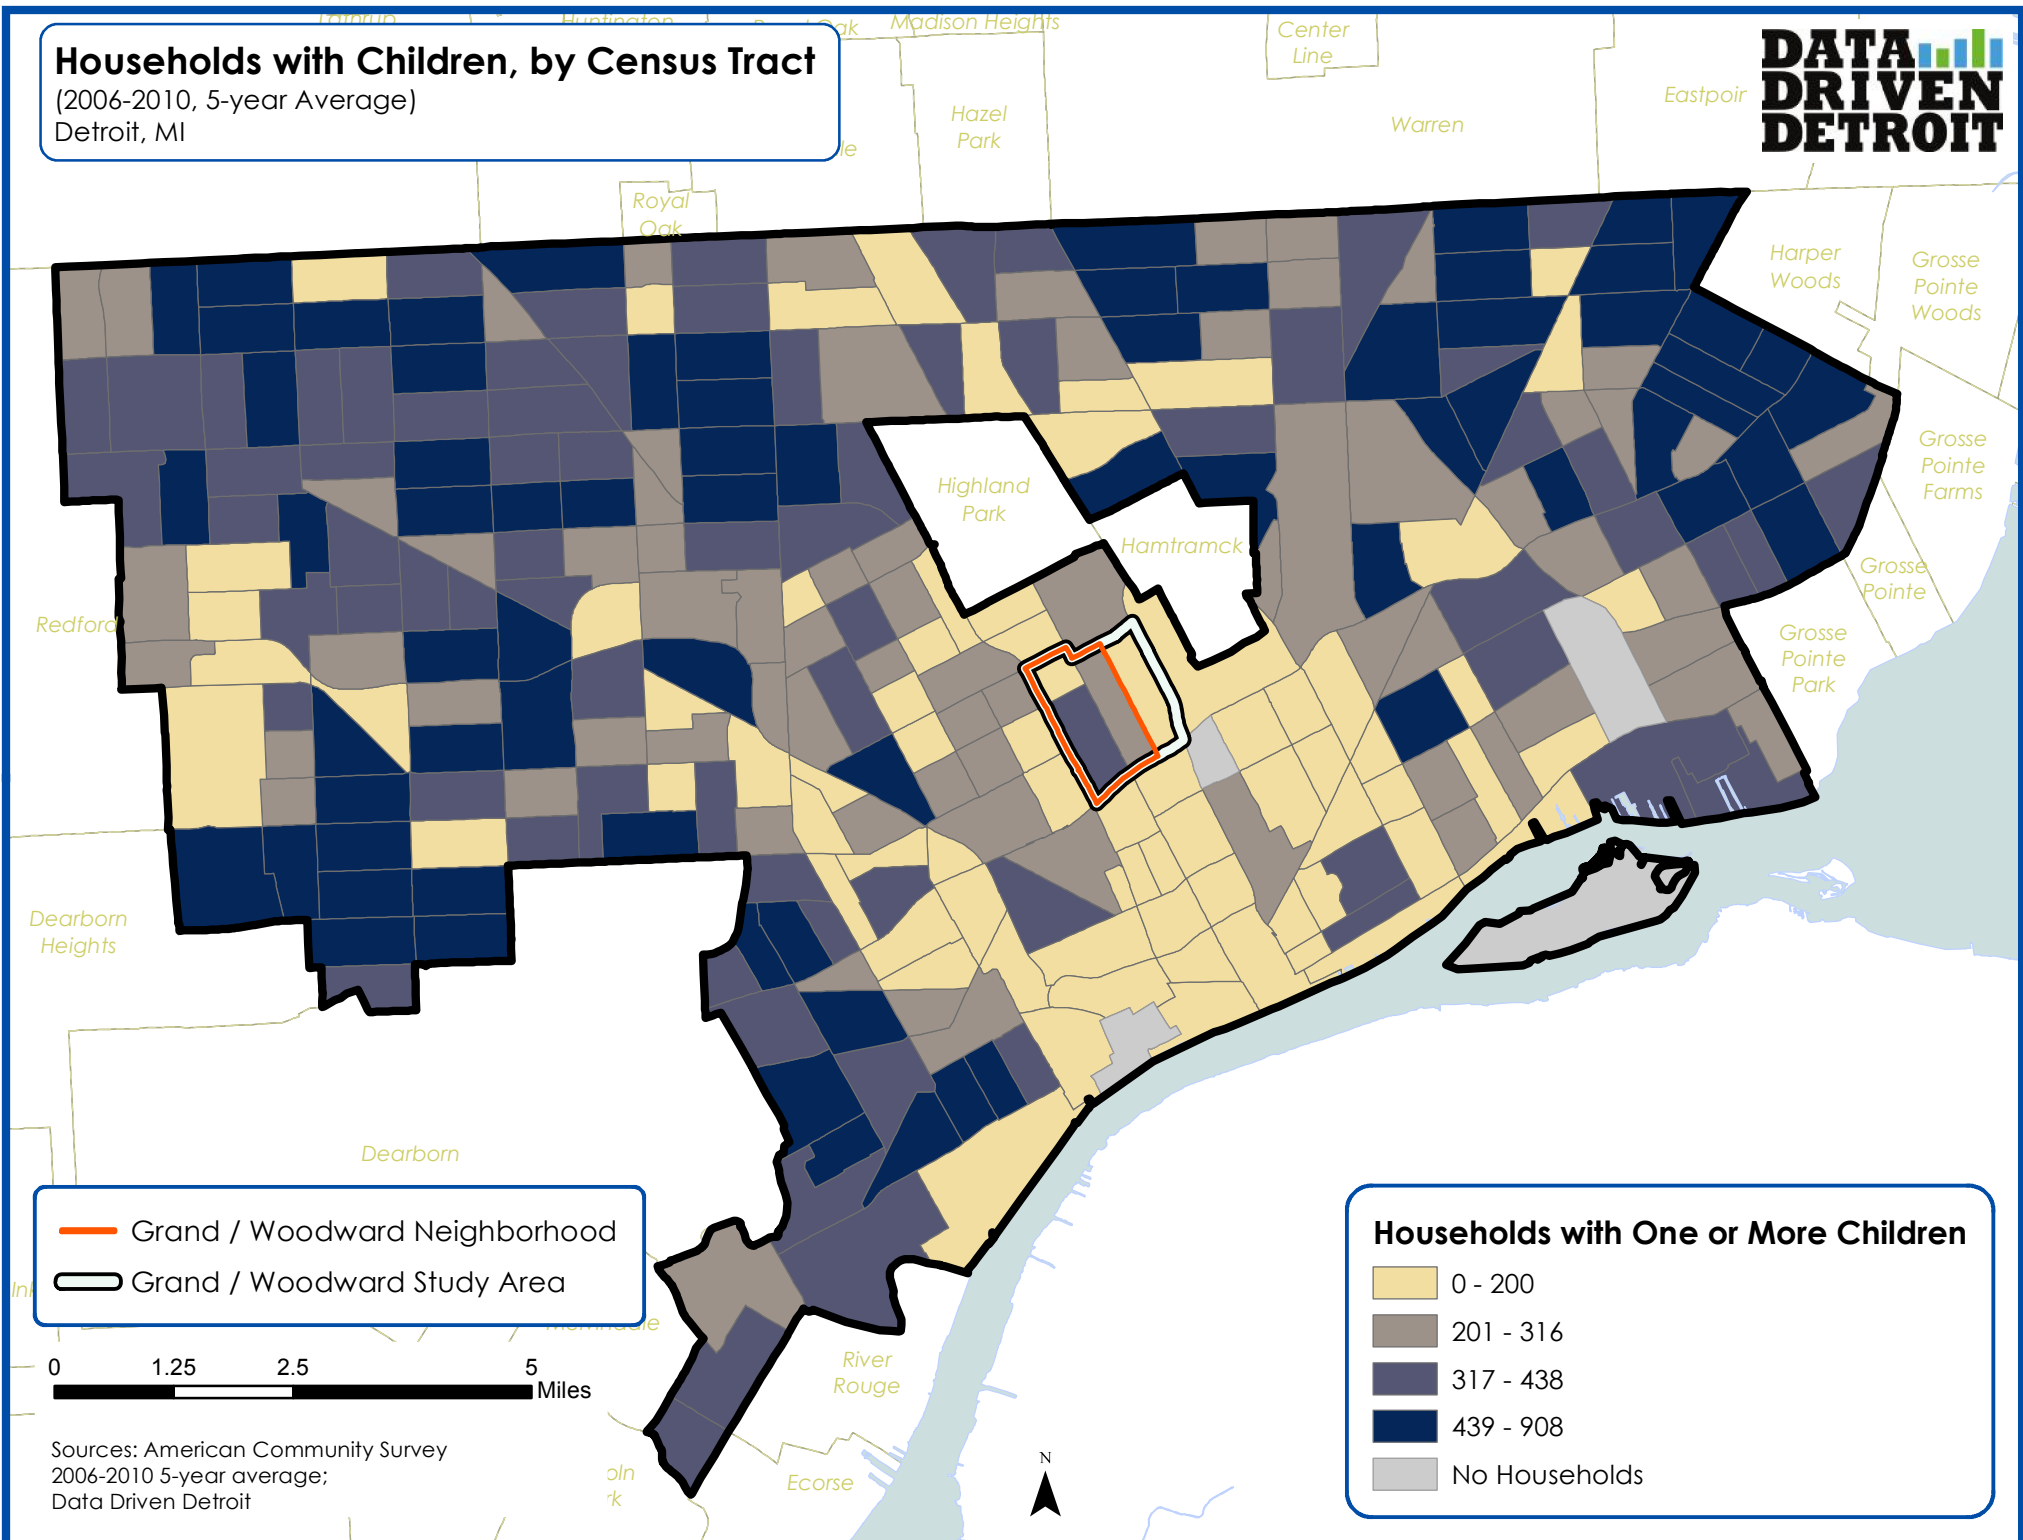 Huntington
Madison Heights
Center
Line
Households with Children, by Census Tract
(2006-2010, 5-year Average)
Detroit, MI
DATA
DRIVEN
DETROIT
Eastpoir
Hazel
Park
Warren
Royal
Oak
Harper
Woods
Grosse
Pointe
Woods
Grosse
Pointe
Farms
Highland
Park
Hamtramck
Grosse
Pointe
Redford
Grosse
Pointe
Park
Dearborn
Heights
Dearborn
Grand / Woodward Neighborhood
Grand / Woodward Study Area
Households with One or More Children
0 - 200
201 - 316
317 - 438
439 - 908
No Households
River
Rouge
Ecorse
0 1.25 2.5 5
Miles
N
Sources: American Community Survey
2006-2010 5-year average;
Data Driven Detroit